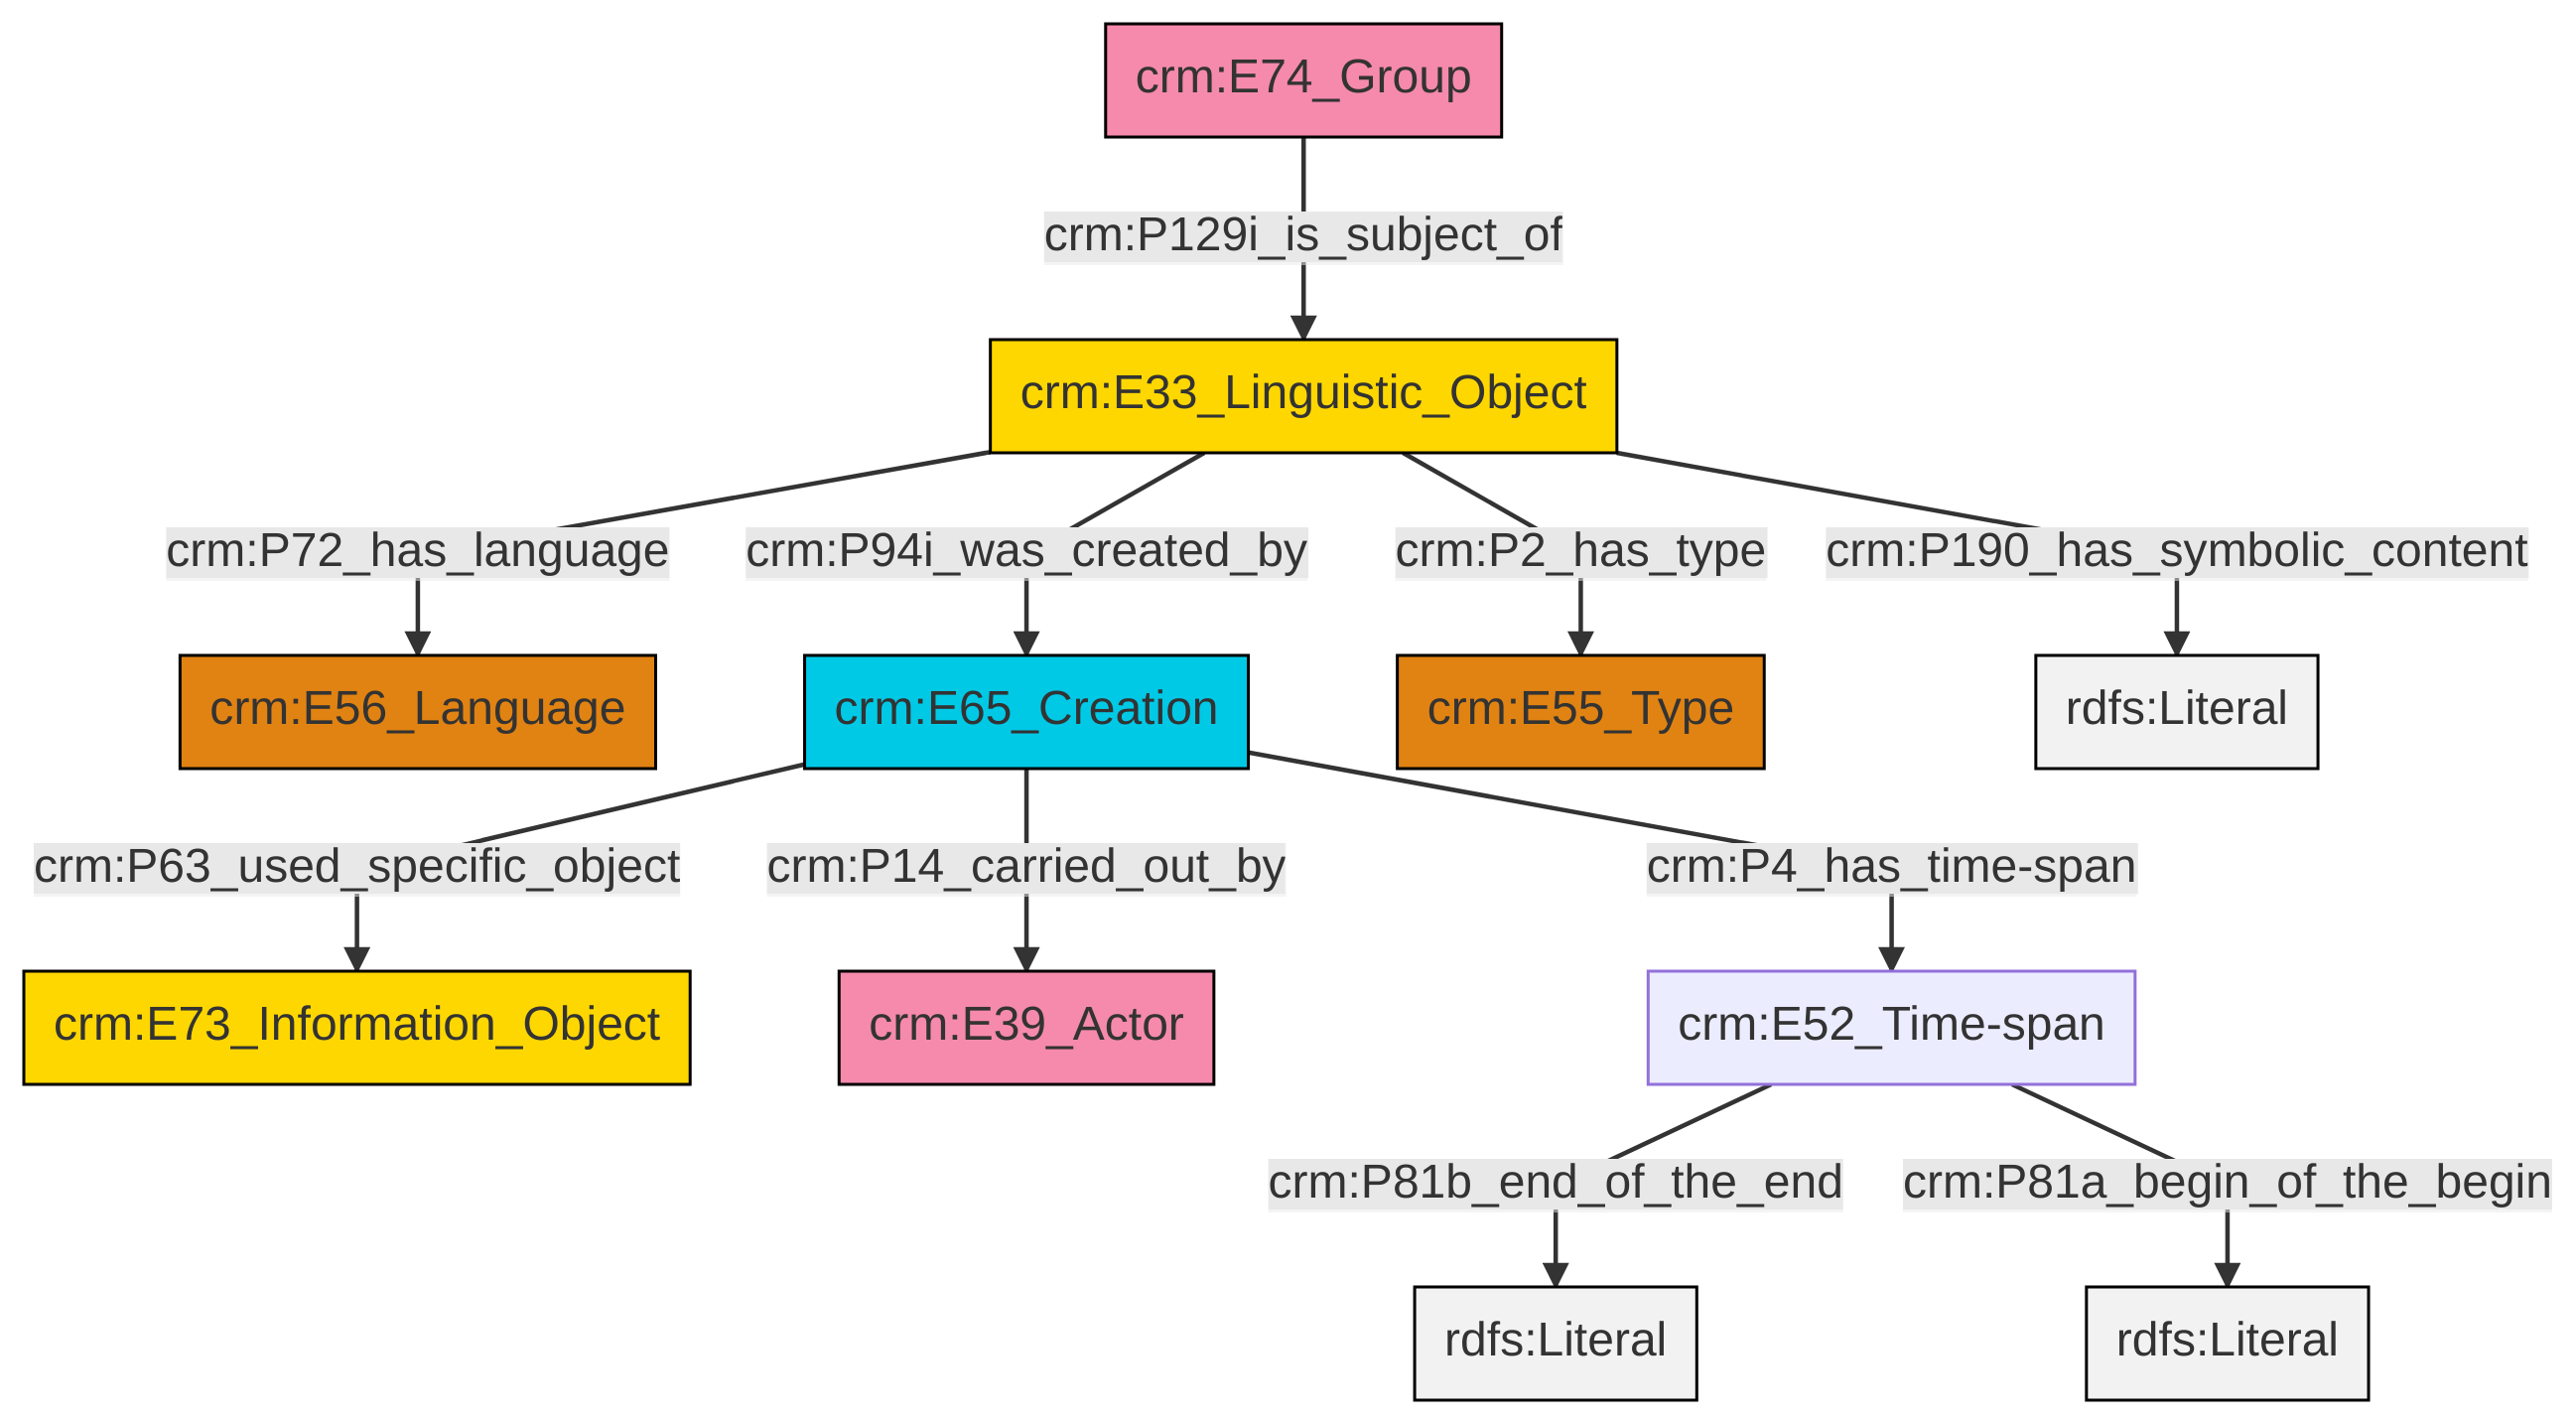 crm:E74_Group
crm:P129i_is_subject_of
crm:E33_Linguistic_Object
crm:P72_has_language
crm:P94i_was_created_by
crm:P2_has_type
crm:P190_has_symbolic_content
crm:E56_Language
crm:E65_Creation
crm:E55_Type
rdfs:Literal
crm:P63_used_specific_object
crm:P14_carried_out_by
crm:P4_has_time-span
crm:E73_Information_Object
crm:E39_Actor
crm:E52_Time-span
crm:P81b_end_of_the_end
crm:P81a_begin_of_the_begin
rdfs:Literal
rdfs:Literal